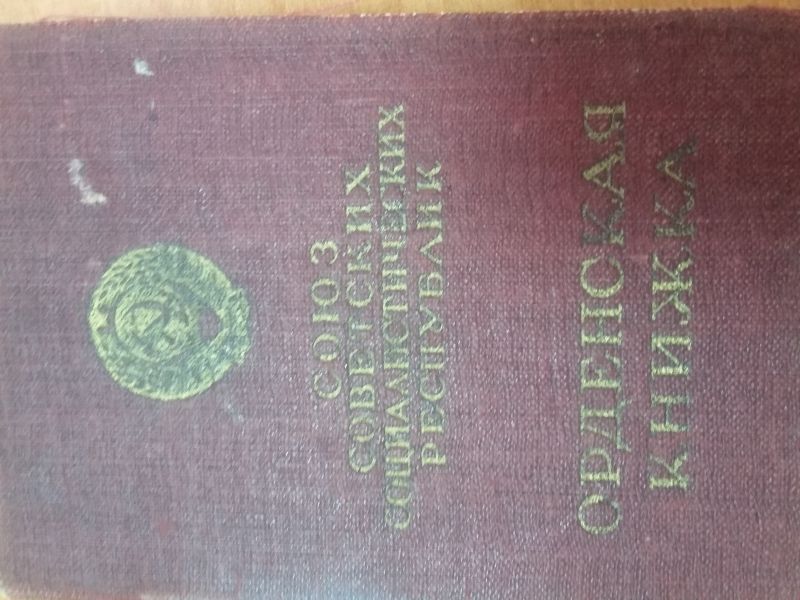 СОЮЗ
СОВЕТСКИХ
СОЦИАЛИСТИЧЕСКИХ
РЕСПУБЛИК
ОРДЕНСКАЯ
КНИЖКА